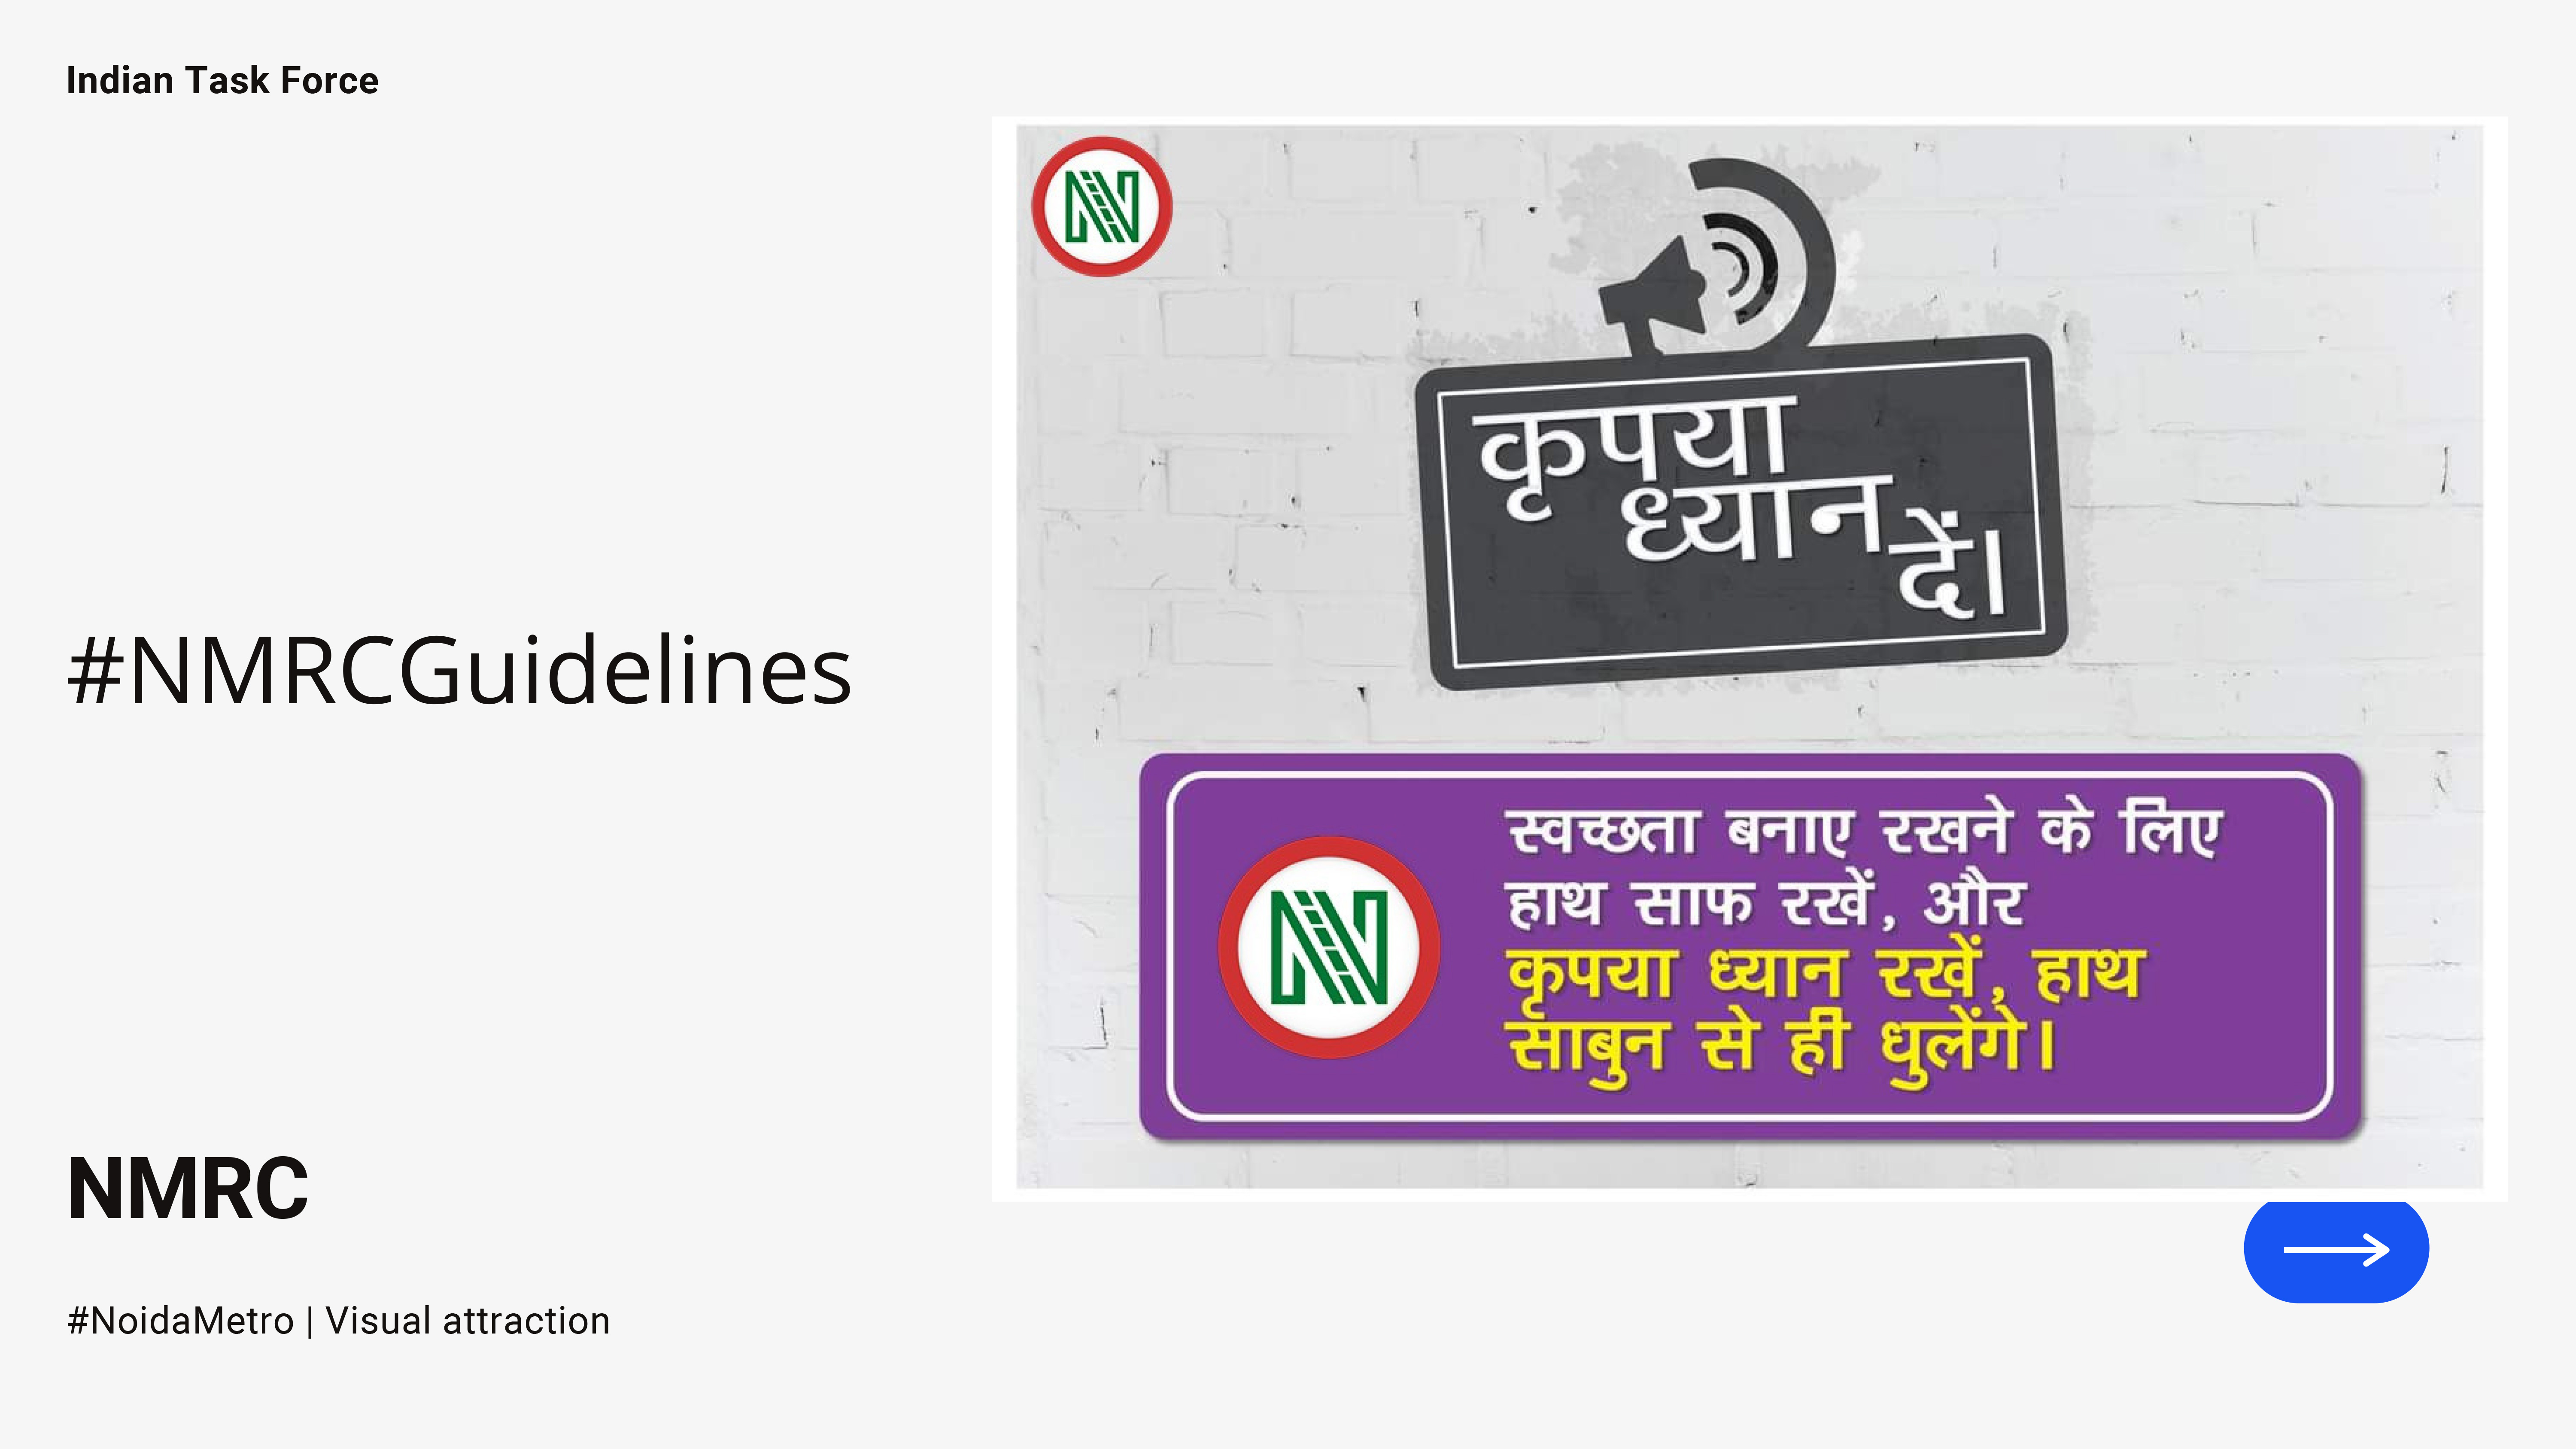 Indian Task Force
#NMRCGuidelines
NMRC
#NoidaMetro | Visual attraction
कृपया
ध्यान
दें।
स्वच्छता बनाए रखने के लिए
हाथ साफ रखें, और
कृपया ध्यान रखें, हाथ
साबुन से ही धुलेंगे।